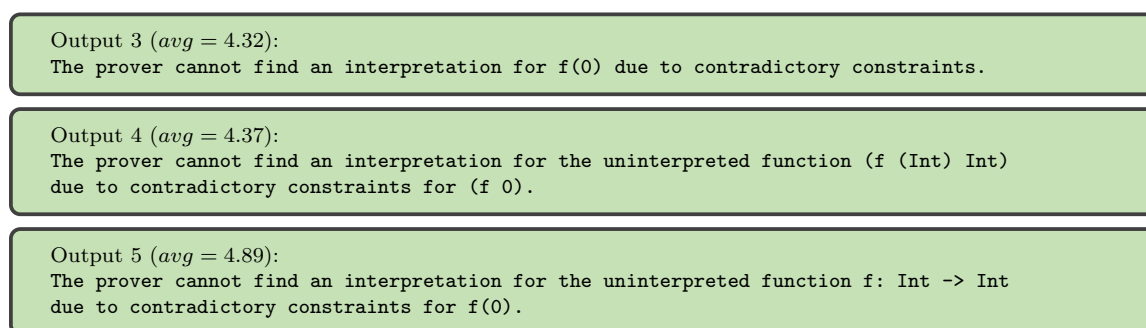 Output 3 (avg = 4.32):
The prover cannot find an interpretation for f(0) due to contradictory constraints.
Output 4 (avg = 4.37):
The prover cannot find an interpretation for the uninterpreted function (f (Int) Int)
due to contradictory constraints for (f 0).
Output 5 (avg = 4.89):
The prover cannot find an interpretation for the uninterpreted function f: Int -> Int
due to contradictory constraints for f(0).